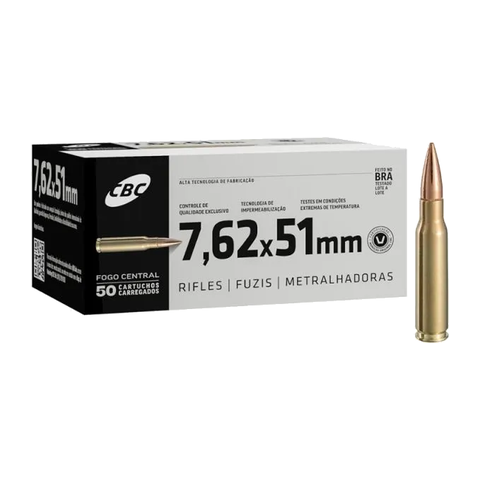 7,62x51mm
FOGO CENTRAL
50 CARTUCHOS
CARREGADOS
CBC
ALTA TECNOLOGIA DE FABRICAÇÃO
CONTROLE DE
QUALIDADE EXCLUSIVO
TECNOLOGIA DE
IMPERMEABILIZAÇÃO
TESTES EM CONDIÇÕES
EXTREMAS DE TEMPERATURA
FEITO NO
BRA
TESTADO
LOTE A
LOTE
7,62x51mm
V
RIFLES | FUZIS | METRALHADORAS